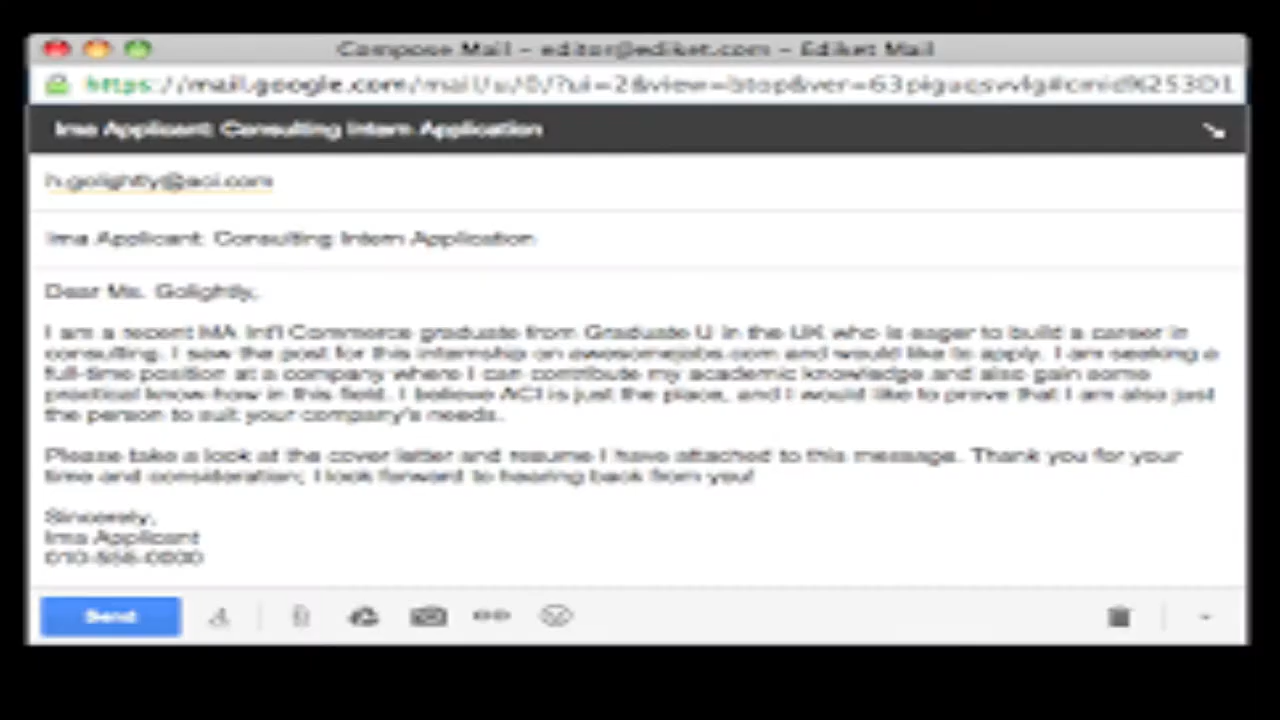 Compose Mail - editor@ediket.com - Ediket Mail
https://mail.google.com/mail/u/0/?ui=2&view=btop&ver=
Irma Applicant: Consulting Intern Application
h.golightly@aci.com
Irma Applicant: Consulting Intern Application
Dear Ms. Golightly,
I am a recent MA Int'l Commerce graduate from Graduate U in the UK who is eager to build a career in
consulting. I saw the post for this internship on awesomejobs.com and would like to apply. I am seeking a
full-time position at a company where I can contribute my academic knowledge and also gain some
practical know-how in this field. I believe ACI is just the place, and I would like to prove that I am also just
the person to suit your company's needs.
Please take a look at the cover letter and resume I have attached to this message. Thank you for your
time and consideration; I look forward to hearing back from you!
Sincerely,
Irma Applicant
010-555-0000
Send